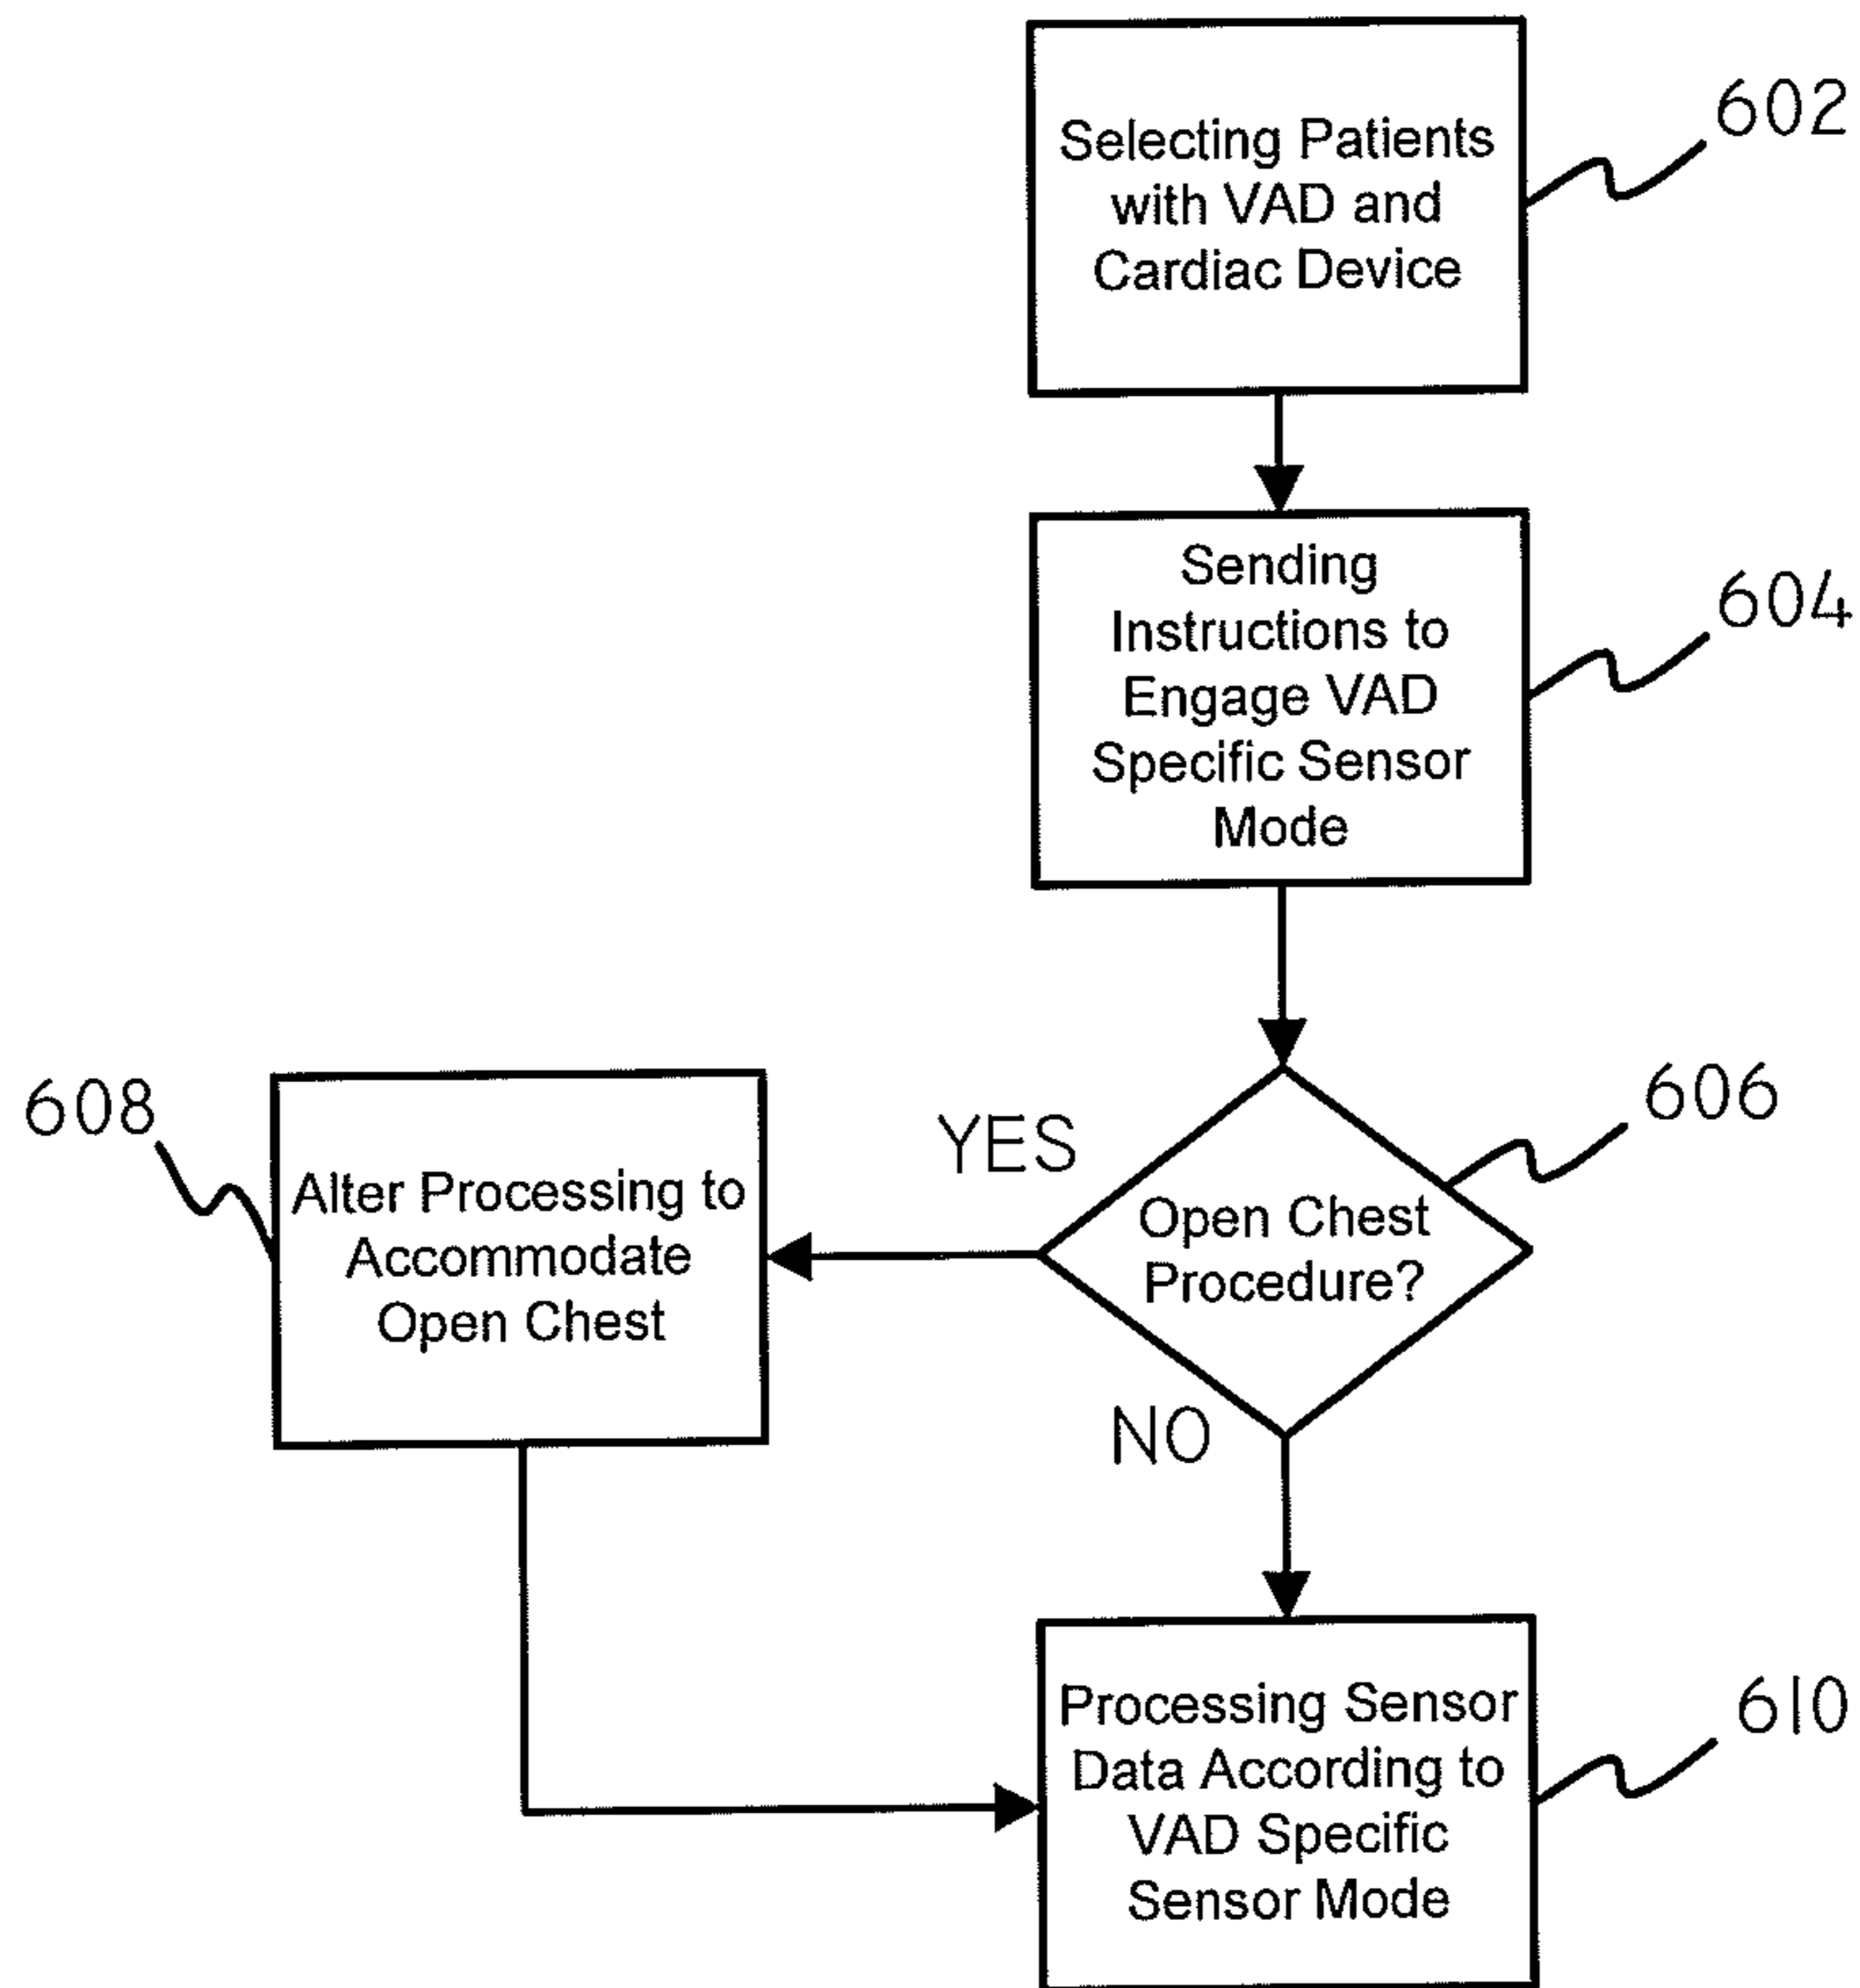 602
Selecting Patients
with VAD and
Cardiac Device
604
Sending
Instructions to
Engage VAD
Specific Sensor
Mode
606
608
YES
Open Chest
Procedure?
Alter Processing to
Accommodate
Open Chest
NO
610
Processing Sensor
Data According to
VAD Specific
Sensor Mode